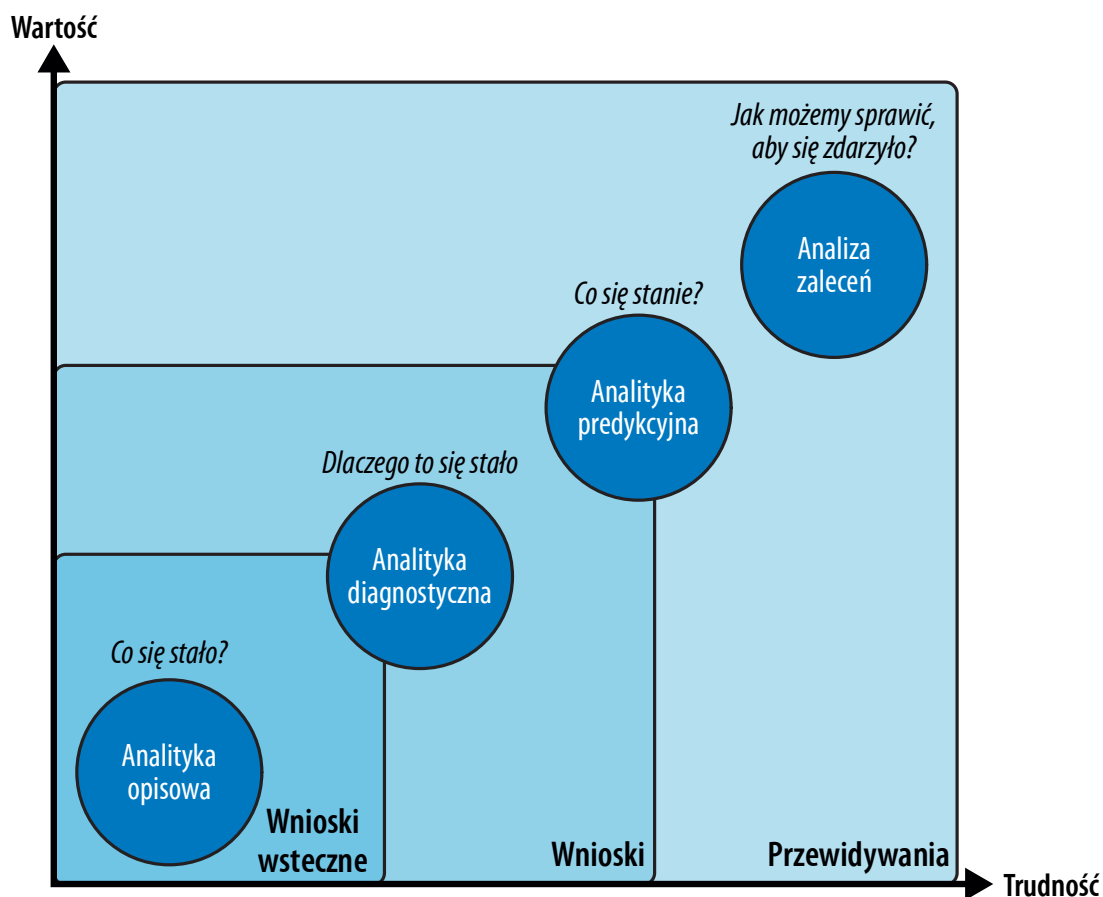 Wartość
Jak możemy sprawić,
aby się zdarzyło?
Analiza
zaleceń
Co się stanie?
Analityka
predykcyjna
Dlaczego to się stało
Analityka
diagnostyczna
Co się stało?
Analityka
opisowa
Wnioski
wsteczne
Wnioski
Przewidywania
Trudność